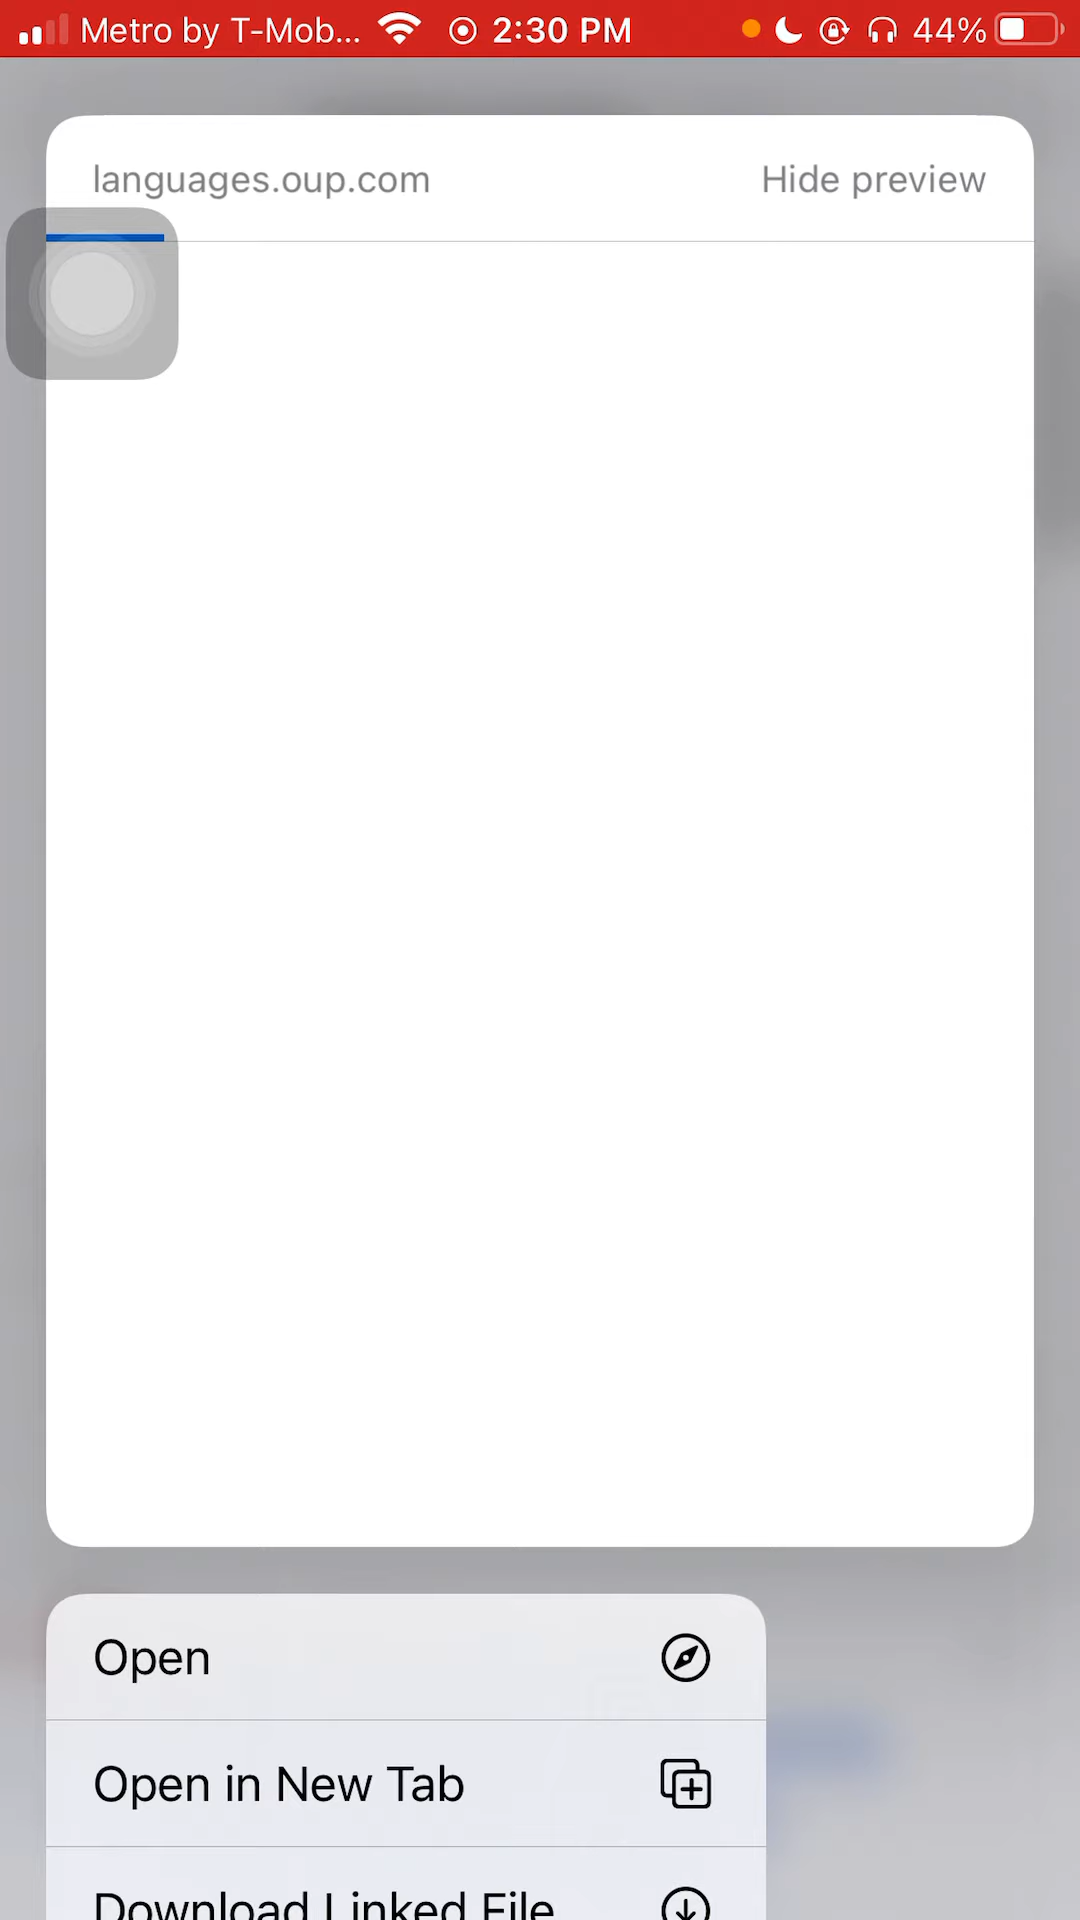 Metro by T-Mob... 2:30 PM 44%
languages.oup.com Hide preview
Open
Open in New Tab
Download Linked File